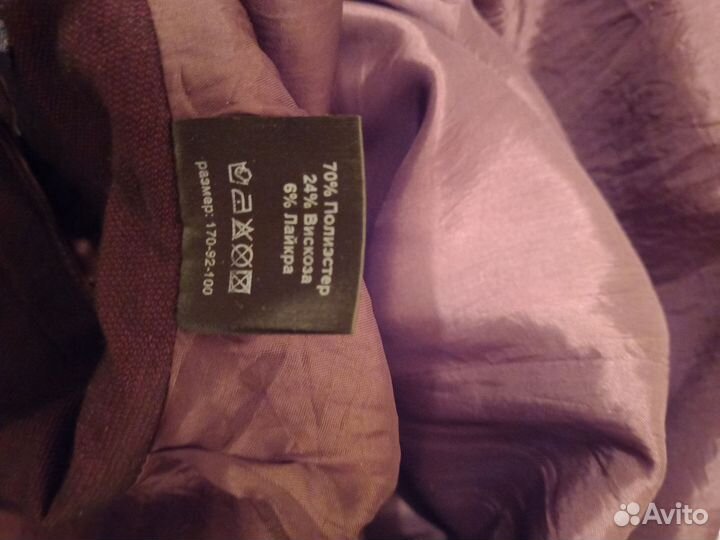 70% Полиэстер
24% Вискоза
6% Лайкра
размер: 170-92-100
Avito